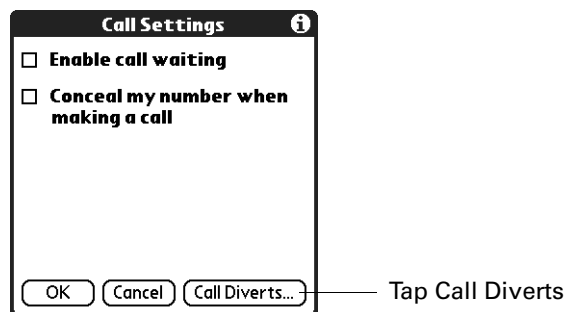 Call Settings
Enable call waiting
Conceal my number when
making a call
OK Cancel Call Diverts... Tap Call Diverts